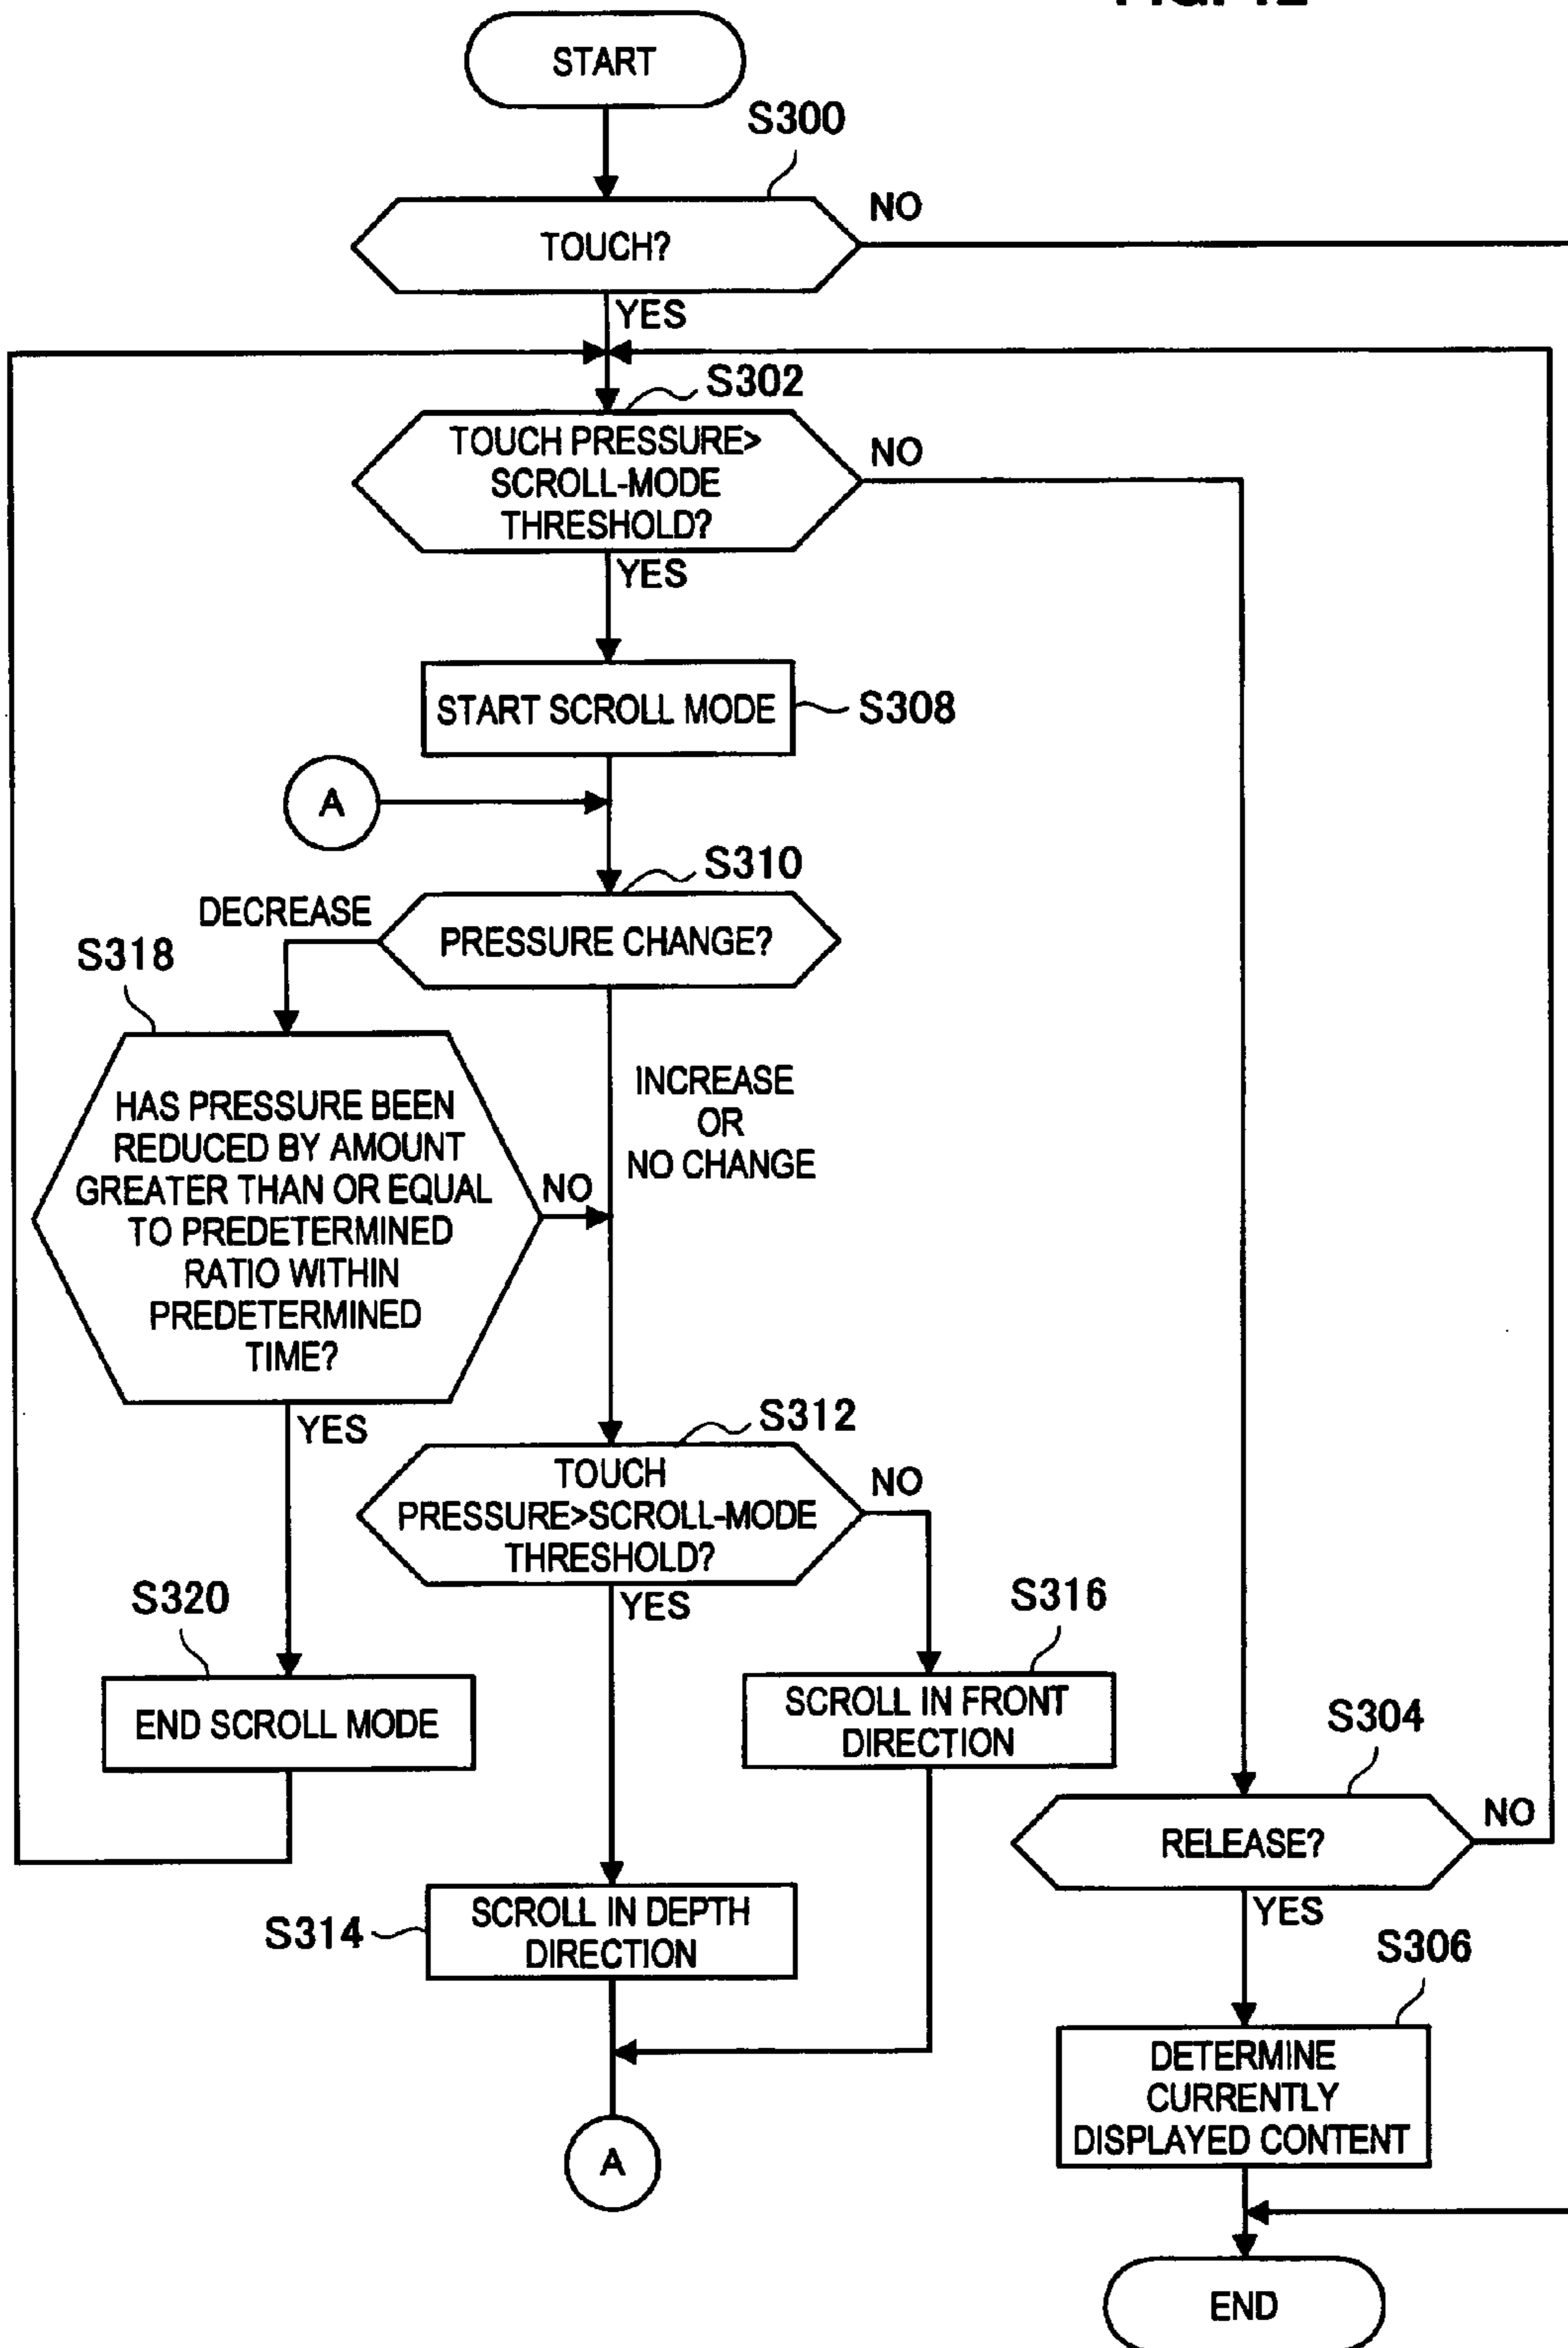 START
S300
TOUCH?
NO
YES
S302
TOUCH PRESSURE>
SCROLL-MODE
THRESHOLD?
NO
YES
START SCROLL MODE
S308
A
S310
PRESSURE CHANGE?
DECREASE
S318
HAS PRESSURE BEEN
REDUCED BY AMOUNT
GREATER THAN OR EQUAL
TO PREDETERMINED
RATIO WITHIN
PREDETERMINED
TIME?
NO
INCREASE
OR
NO CHANGE
YES
S312
TOUCH
PRESSURE>SCROLL-MODE
THRESHOLD?
NO
YES
S320
END SCROLL MODE
S316
SCROLL IN FRONT
DIRECTION
S304
RELEASE?
NO
YES
S314
SCROLL IN DEPTH
DIRECTION
S306
DETERMINE
CURRENTLY
DISPLAYED CONTENT
A
END